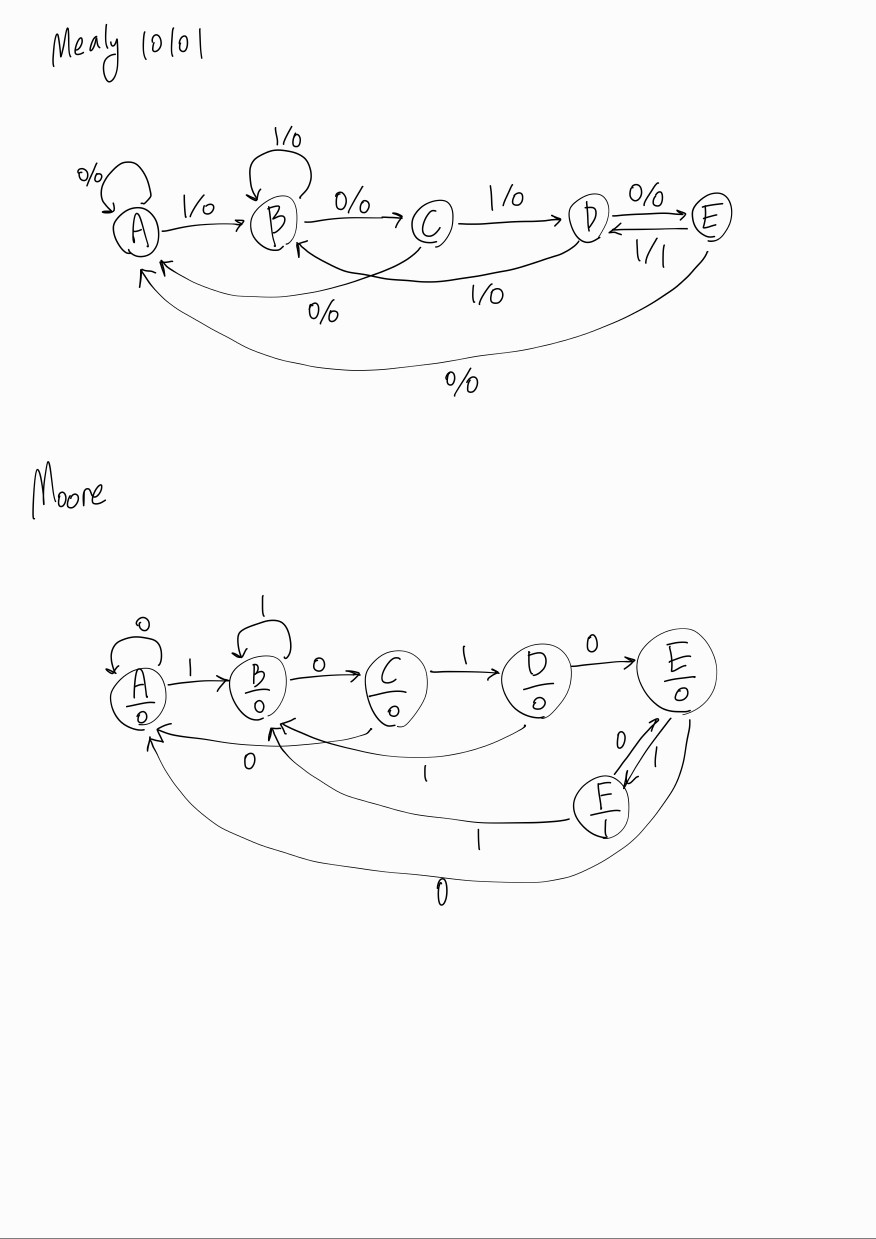 Mealy 10101
1/0
0/0 1/0 0/0 1/0 0/0
A B C D E
1/1
0/0 1/0
0/0
Moore
0 1
1 0 1 0
A B C D E
0 0 0 0 0
0 1 0 1
F
1
1
0